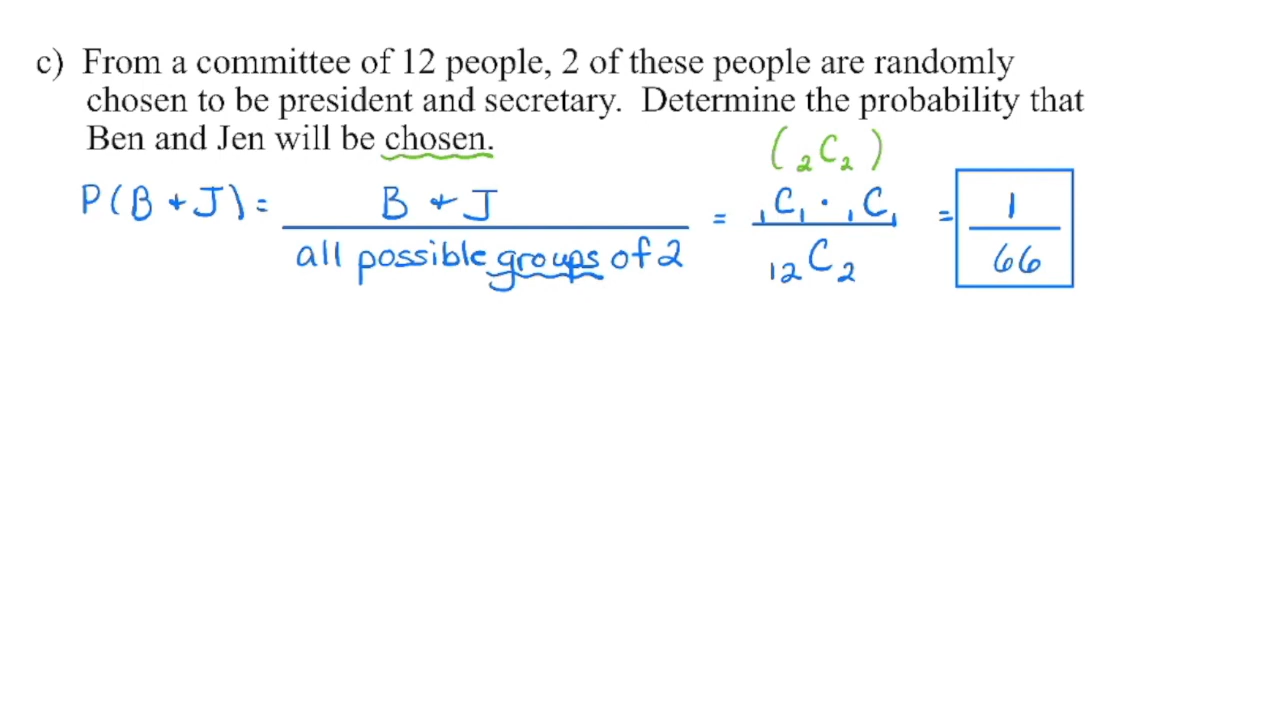 c) From a committee of 12 people, 2 of these people are randomly
chosen to be president and secretary. Determine the probability that
Ben and Jen will be chosen.
(₂C₂)
P(B + J) = B + J / all possible groups of 2 = ₁C₁ · ₁C₁ / ₁₂C₂ = 1 / 66